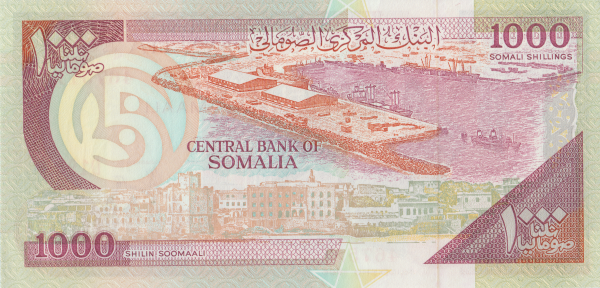 البنك المركزي الصومالي
1000
SOMALI SHILLINGS
١٠٠٠
شلن
صومالي
CENTRAL BANK OF
SOMALIA
1000
SHILIN SOOMAALI
١٠٠٠
شلن
صومالي